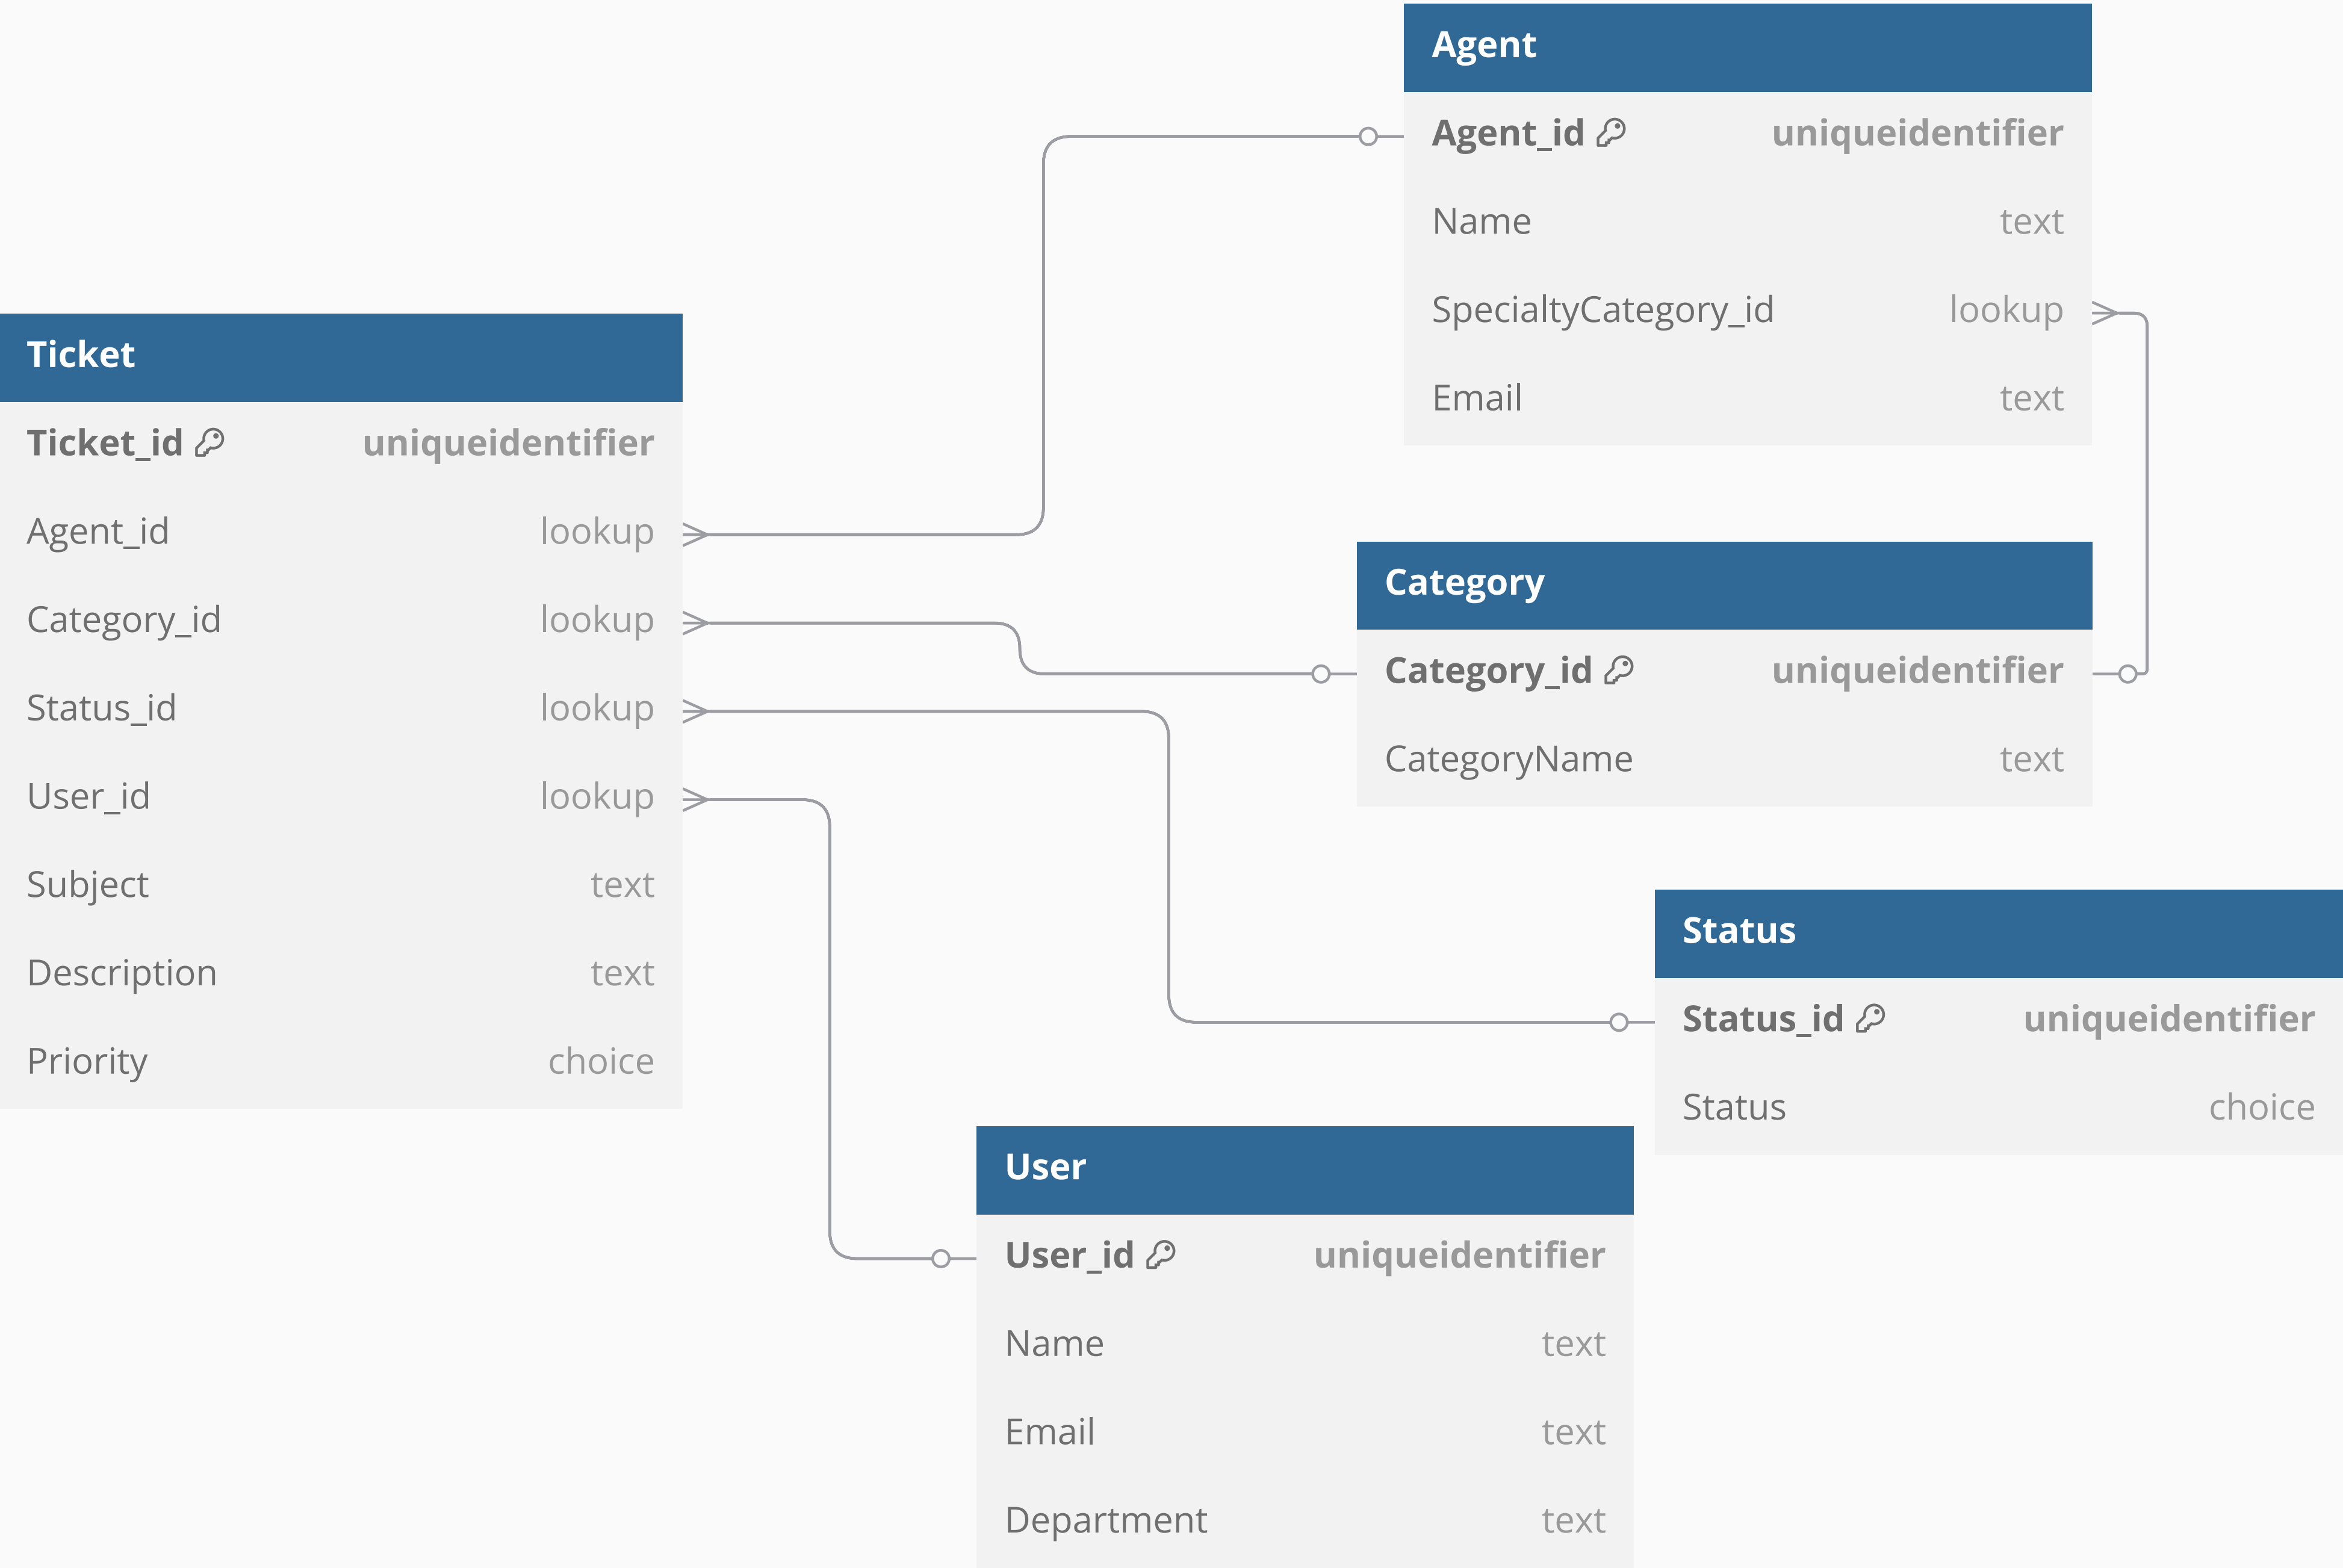 Agent
Agent_id uniqueidentifier
Name text
SpecialtyCategory_id lookup
Email text
Ticket
Ticket_id uniqueidentifier
Agent_id lookup
Category_id lookup
Status_id lookup
User_id lookup
Subject text
Description text
Priority choice
Category
Category_id uniqueidentifier
CategoryName text
Status
Status_id uniqueidentifier
Status choice
User
User_id uniqueidentifier
Name text
Email text
Department text